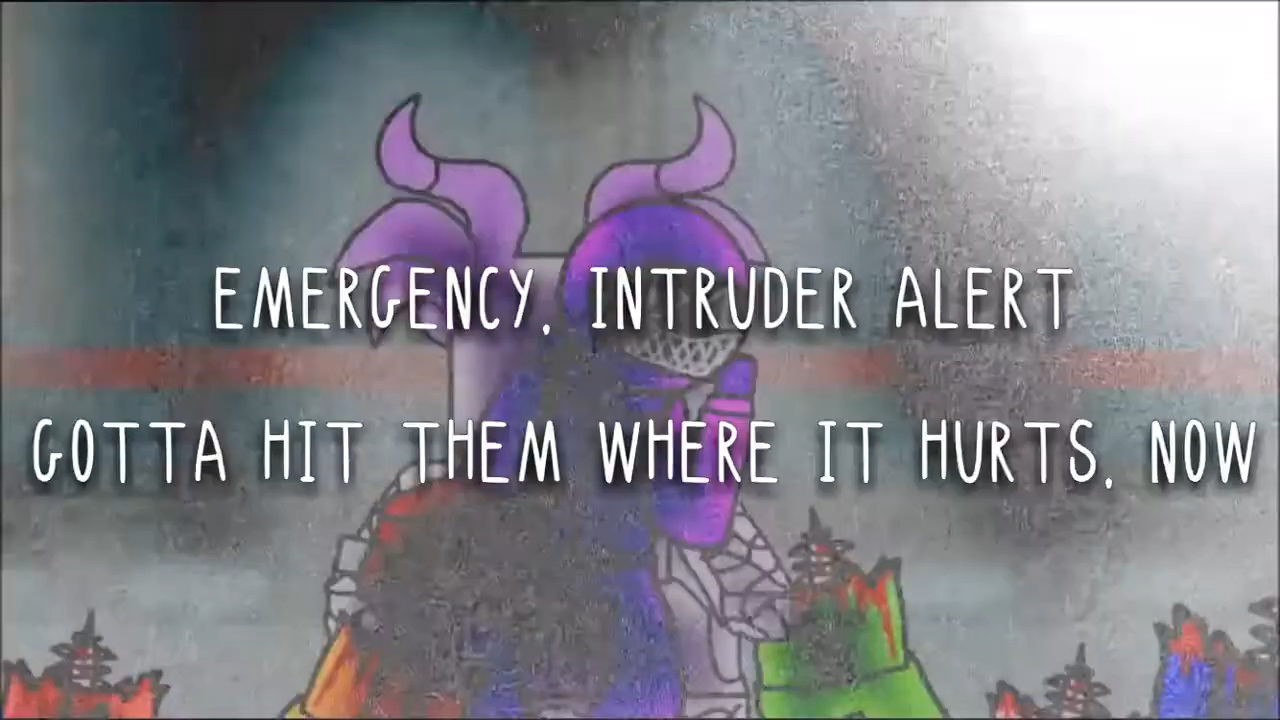 EMERGENCY, INTRUDER ALERT
GOTTA HIT THEM WHERE IT HURTS, NOW